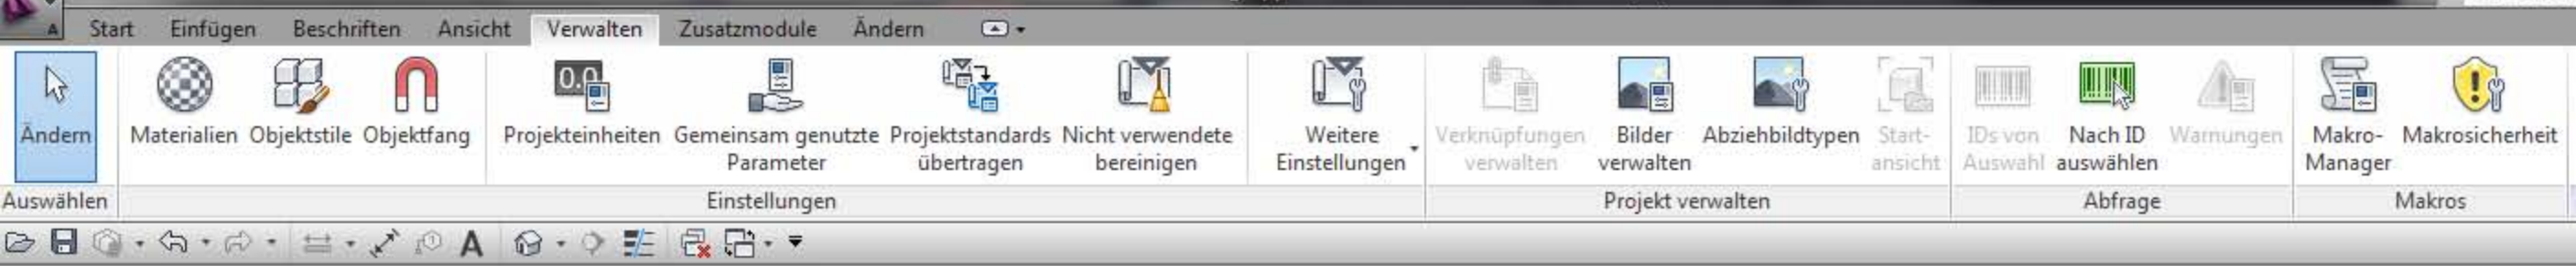 A
Start Einfügen Beschriften Ansicht Verwalten Zusatzmodule Ändern
0.0
Ändern Materialien Objektstile Objektfang Projekteinheiten Gemeinsam genutzte Projektstandards Nicht verwendete Weitere Verknüpfungen Bilder Abziehbildtypen Start- IDs von Nach ID Warnungen Makro- Makrosicherheit
Parameter übertragen bereinigen Einstellungen verwalten verwalten ansicht Auswahl auswählen Manager
Auswählen Einstellungen Projekt verwalten Abfrage Makros
A